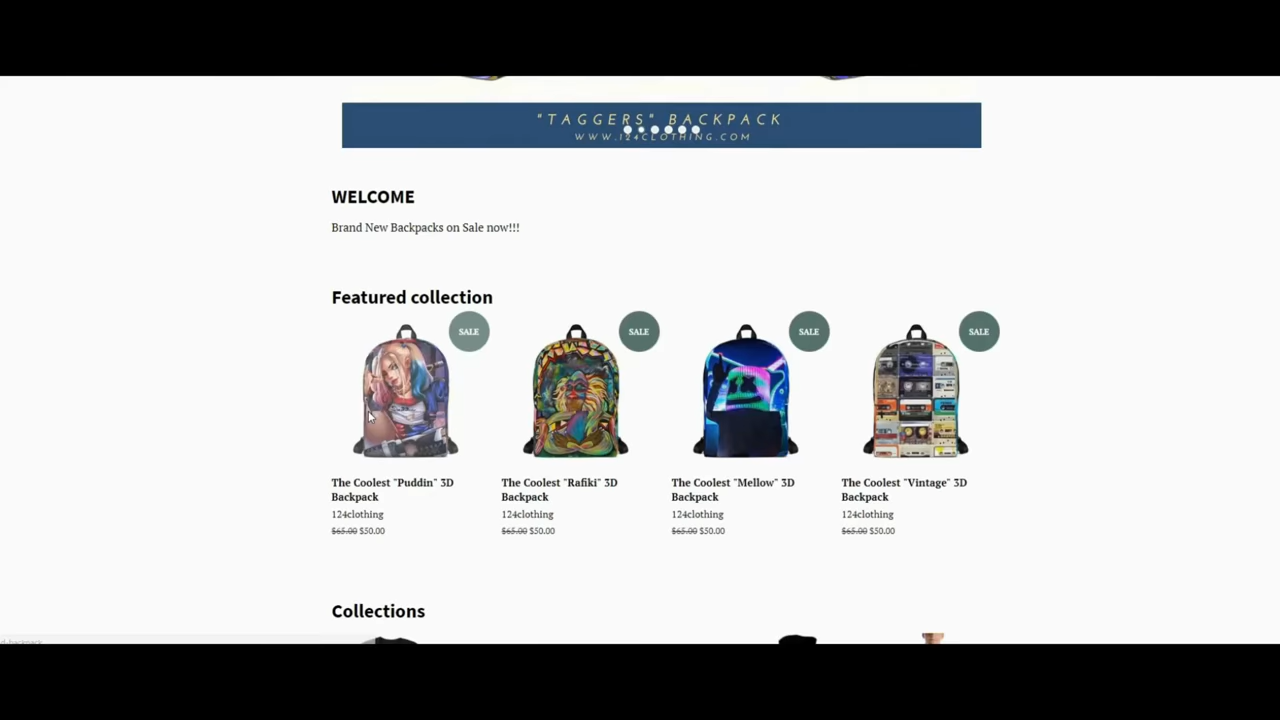 "TAGGERS" BACKPACK
WWW.124CLOTHING.COM
WELCOME
Brand New Backpacks on Sale now!!!
Featured collection
SALE SALE SALE SALE
The Coolest "Puddin" 3D
Backpack
124clothing
$65.00 $50.00
The Coolest "Rafiki" 3D
Backpack
124clothing
$65.00 $50.00
The Coolest "Mellow" 3D
Backpack
124clothing
$65.00 $50.00
The Coolest "Vintage" 3D
Backpack
124clothing
$65.00 $50.00
Collections
d-backpack